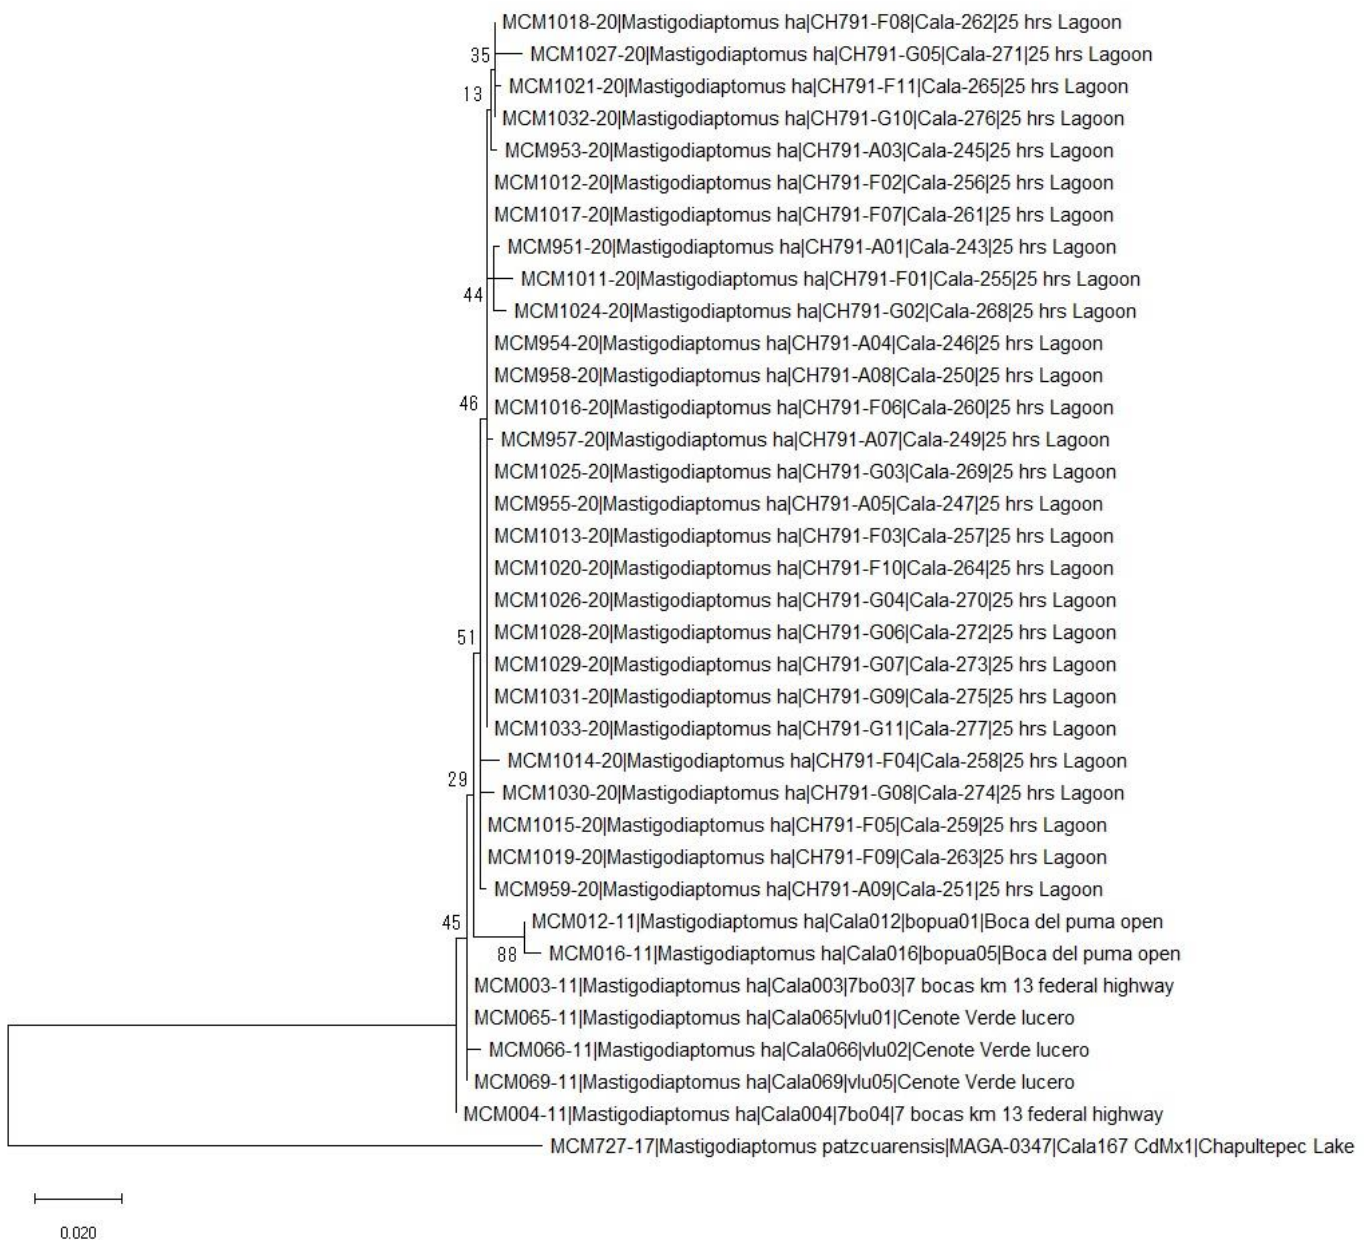 MCM1018-20|Mastigodiaptomus ha|CH791-F08|Cala-262|25 hrs Lagoon
35
MCM1027-20|Mastigodiaptomus ha|CH791-G05|Cala-271|25 hrs Lagoon
MCM1021-20|Mastigodiaptomus ha|CH791-F11|Cala-265|25 hrs Lagoon
13
MCM1032-20|Mastigodiaptomus ha|CH791-G10|Cala-276|25 hrs Lagoon
MCM953-20|Mastigodiaptomus ha|CH791-A03|Cala-245|25 hrs Lagoon
MCM1012-20|Mastigodiaptomus ha|CH791-F02|Cala-256|25 hrs Lagoon
MCM1017-20|Mastigodiaptomus ha|CH791-F07|Cala-261|25 hrs Lagoon
MCM951-20|Mastigodiaptomus ha|CH791-A01|Cala-243|25 hrs Lagoon
MCM1011-20|Mastigodiaptomus ha|CH791-F01|Cala-255|25 hrs Lagoon
44
MCM1024-20|Mastigodiaptomus ha|CH791-G02|Cala-268|25 hrs Lagoon
MCM954-20|Mastigodiaptomus ha|CH791-A04|Cala-246|25 hrs Lagoon
MCM958-20|Mastigodiaptomus ha|CH791-A08|Cala-250|25 hrs Lagoon
46
MCM1016-20|Mastigodiaptomus ha|CH791-F06|Cala-260|25 hrs Lagoon
MCM957-20|Mastigodiaptomus ha|CH791-A07|Cala-249|25 hrs Lagoon
MCM1025-20|Mastigodiaptomus ha|CH791-G03|Cala-269|25 hrs Lagoon
MCM955-20|Mastigodiaptomus ha|CH791-A05|Cala-247|25 hrs Lagoon
MCM1013-20|Mastigodiaptomus ha|CH791-F03|Cala-257|25 hrs Lagoon
MCM1020-20|Mastigodiaptomus ha|CH791-F10|Cala-264|25 hrs Lagoon
MCM1026-20|Mastigodiaptomus ha|CH791-G04|Cala-270|25 hrs Lagoon
MCM1028-20|Mastigodiaptomus ha|CH791-G06|Cala-272|25 hrs Lagoon
51
MCM1029-20|Mastigodiaptomus ha|CH791-G07|Cala-273|25 hrs Lagoon
MCM1031-20|Mastigodiaptomus ha|CH791-G09|Cala-275|25 hrs Lagoon
MCM1033-20|Mastigodiaptomus ha|CH791-G11|Cala-277|25 hrs Lagoon
MCM1014-20|Mastigodiaptomus ha|CH791-F04|Cala-258|25 hrs Lagoon
29
MCM1030-20|Mastigodiaptomus ha|CH791-G08|Cala-274|25 hrs Lagoon
MCM1015-20|Mastigodiaptomus ha|CH791-F05|Cala-259|25 hrs Lagoon
MCM1019-20|Mastigodiaptomus ha|CH791-F09|Cala-263|25 hrs Lagoon
MCM959-20|Mastigodiaptomus ha|CH791-A09|Cala-251|25 hrs Lagoon
45
MCM012-11|Mastigodiaptomus ha|Cala012|bopua01|Boca del puma open
88
MCM016-11|Mastigodiaptomus ha|Cala016|bopua05|Boca del puma open
MCM003-11|Mastigodiaptomus ha|Cala003|7bo03|7 bocas km 13 federal highway
MCM065-11|Mastigodiaptomus ha|Cala065|vlu01|Cenote Verde lucero
MCM066-11|Mastigodiaptomus ha|Cala066|vlu02|Cenote Verde lucero
MCM069-11|Mastigodiaptomus ha|Cala069|vlu05|Cenote Verde lucero
MCM004-11|Mastigodiaptomus ha|Cala004|7bo04|7 bocas km 13 federal highway
MCM727-17|Mastigodiaptomus patzcuarensis|MAGA-0347|Cala167 CdMx1|Chapultepec Lake
0.020